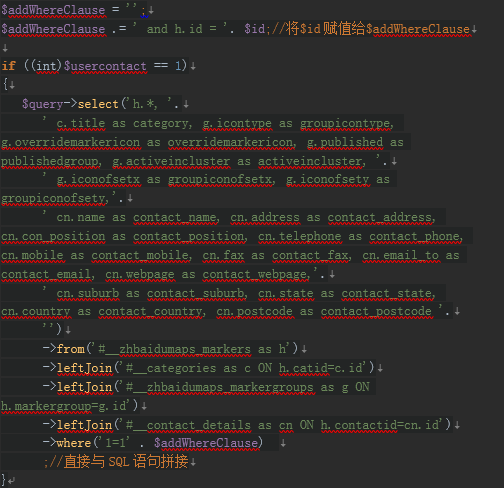 $addWhereClause = '';↓
$addWhereClause .= ' and h.id = '. $id;//将$id赋值给$addWhereClause↓
↓
if ((int)$usercontact == 1)↓
{↓
$query->select('h.*, '.↓
' c.title as category, g.icontype as groupicontype,
g.overridemarkericon as overridemarkericon, g.published as
publishedgroup, g.activeincluster as activeincluster, '.↓
' g.iconofsetx as groupiconofsetx, g.iconofsety as
groupiconofsety,'.↓
' cn.name as contact_name, cn.address as contact_address,
cn.con_position as contact_position, cn.telephone as contact_phone,
cn.mobile as contact_mobile, cn.fax as contact_fax, cn.email_to as
contact_email, cn.webpage as contact_webpage,'.↓
' cn.suburb as contact_suburb, cn.state as contact_state,
cn.country as contact_country, cn.postcode as contact_postcode '.↓
'')↓
->from('#__zhbaidumaps_markers as h')↓
->leftJoin('#__categories as c ON h.catid=c.id')↓
->leftJoin('#__zhbaidumaps_markergroups as g ON
h.markergroup=g.id')↓
->leftJoin('#__contact_details as cn ON h.contactid=cn.id')↓
->where('1=1' . $addWhereClause) ↓
;//直接与SQL语句拼接↓
}↓